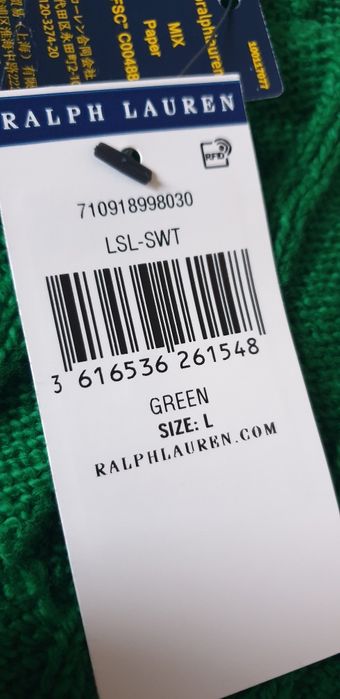 RALPH LAUREN
RFID
710918998030
LSL-SWT
3 616536 261548
GREEN
SIZE: L
RALPHLAUREN.COM
MIX
Paper